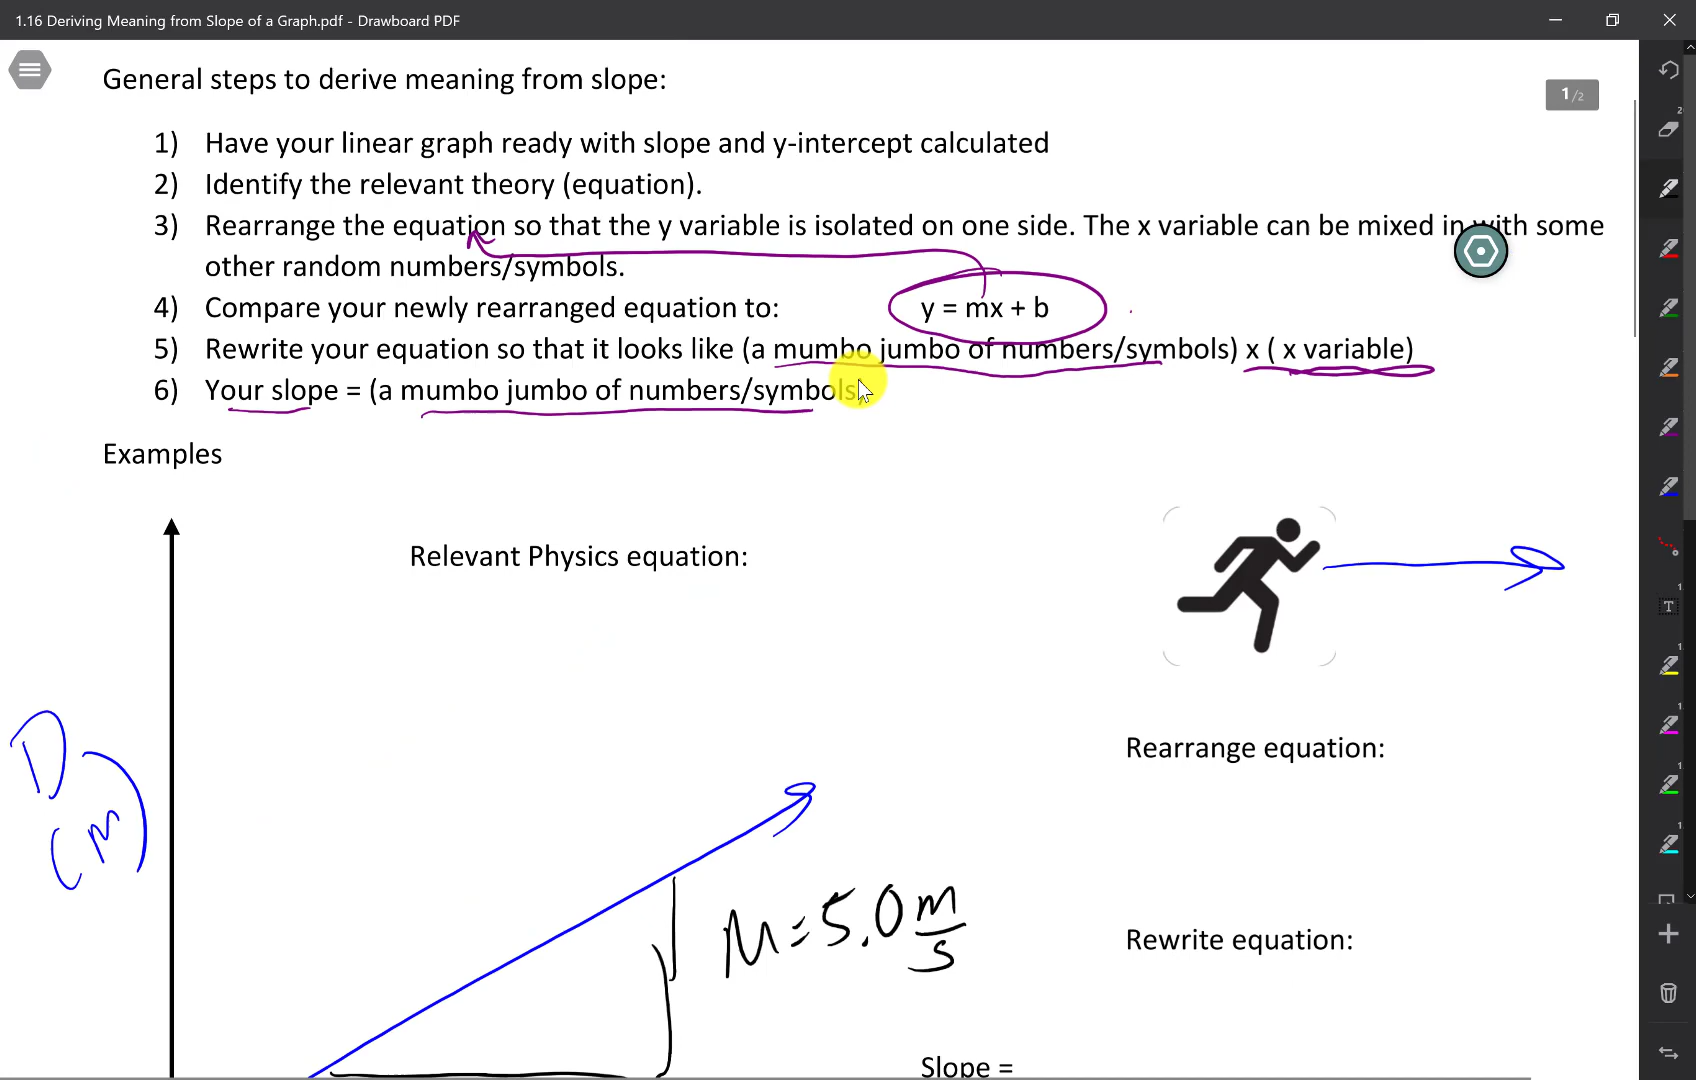 1.16 Deriving Meaning from Slope of a Graph.pdf - Drawboard PDF
General steps to derive meaning from slope:
1/2
1) Have your linear graph ready with slope and y-intercept calculated
2) Identify the relevant theory (equation).
3) Rearrange the equation so that the y variable is isolated on one side. The x variable can be mixed in with some
other random numbers/symbols.
4) Compare your newly rearranged equation to: y = mx + b
5) Rewrite your equation so that it looks like (a mumbo jumbo of numbers/symbols) x ( x variable)
6) Your slope = (a mumbo jumbo of numbers/symbols)
Examples
Relevant Physics equation:
D
(m)
Rearrange equation:
M = 5.0 m/s
Rewrite equation:
Slope =